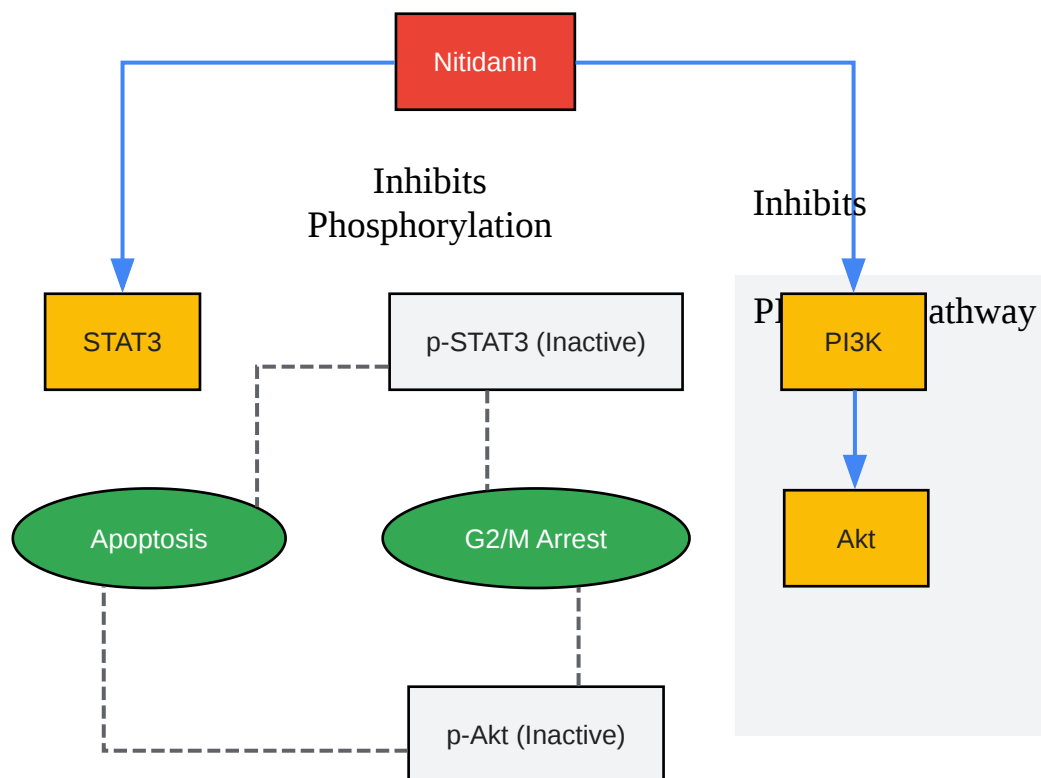 Nitidanin
Inhibits
Phosphorylation
Inhibits
STAT3
p-STAT3 (Inactive)
PI3K
Apoptosis
G2/M Arrest
Akt
p-Akt (Inactive)